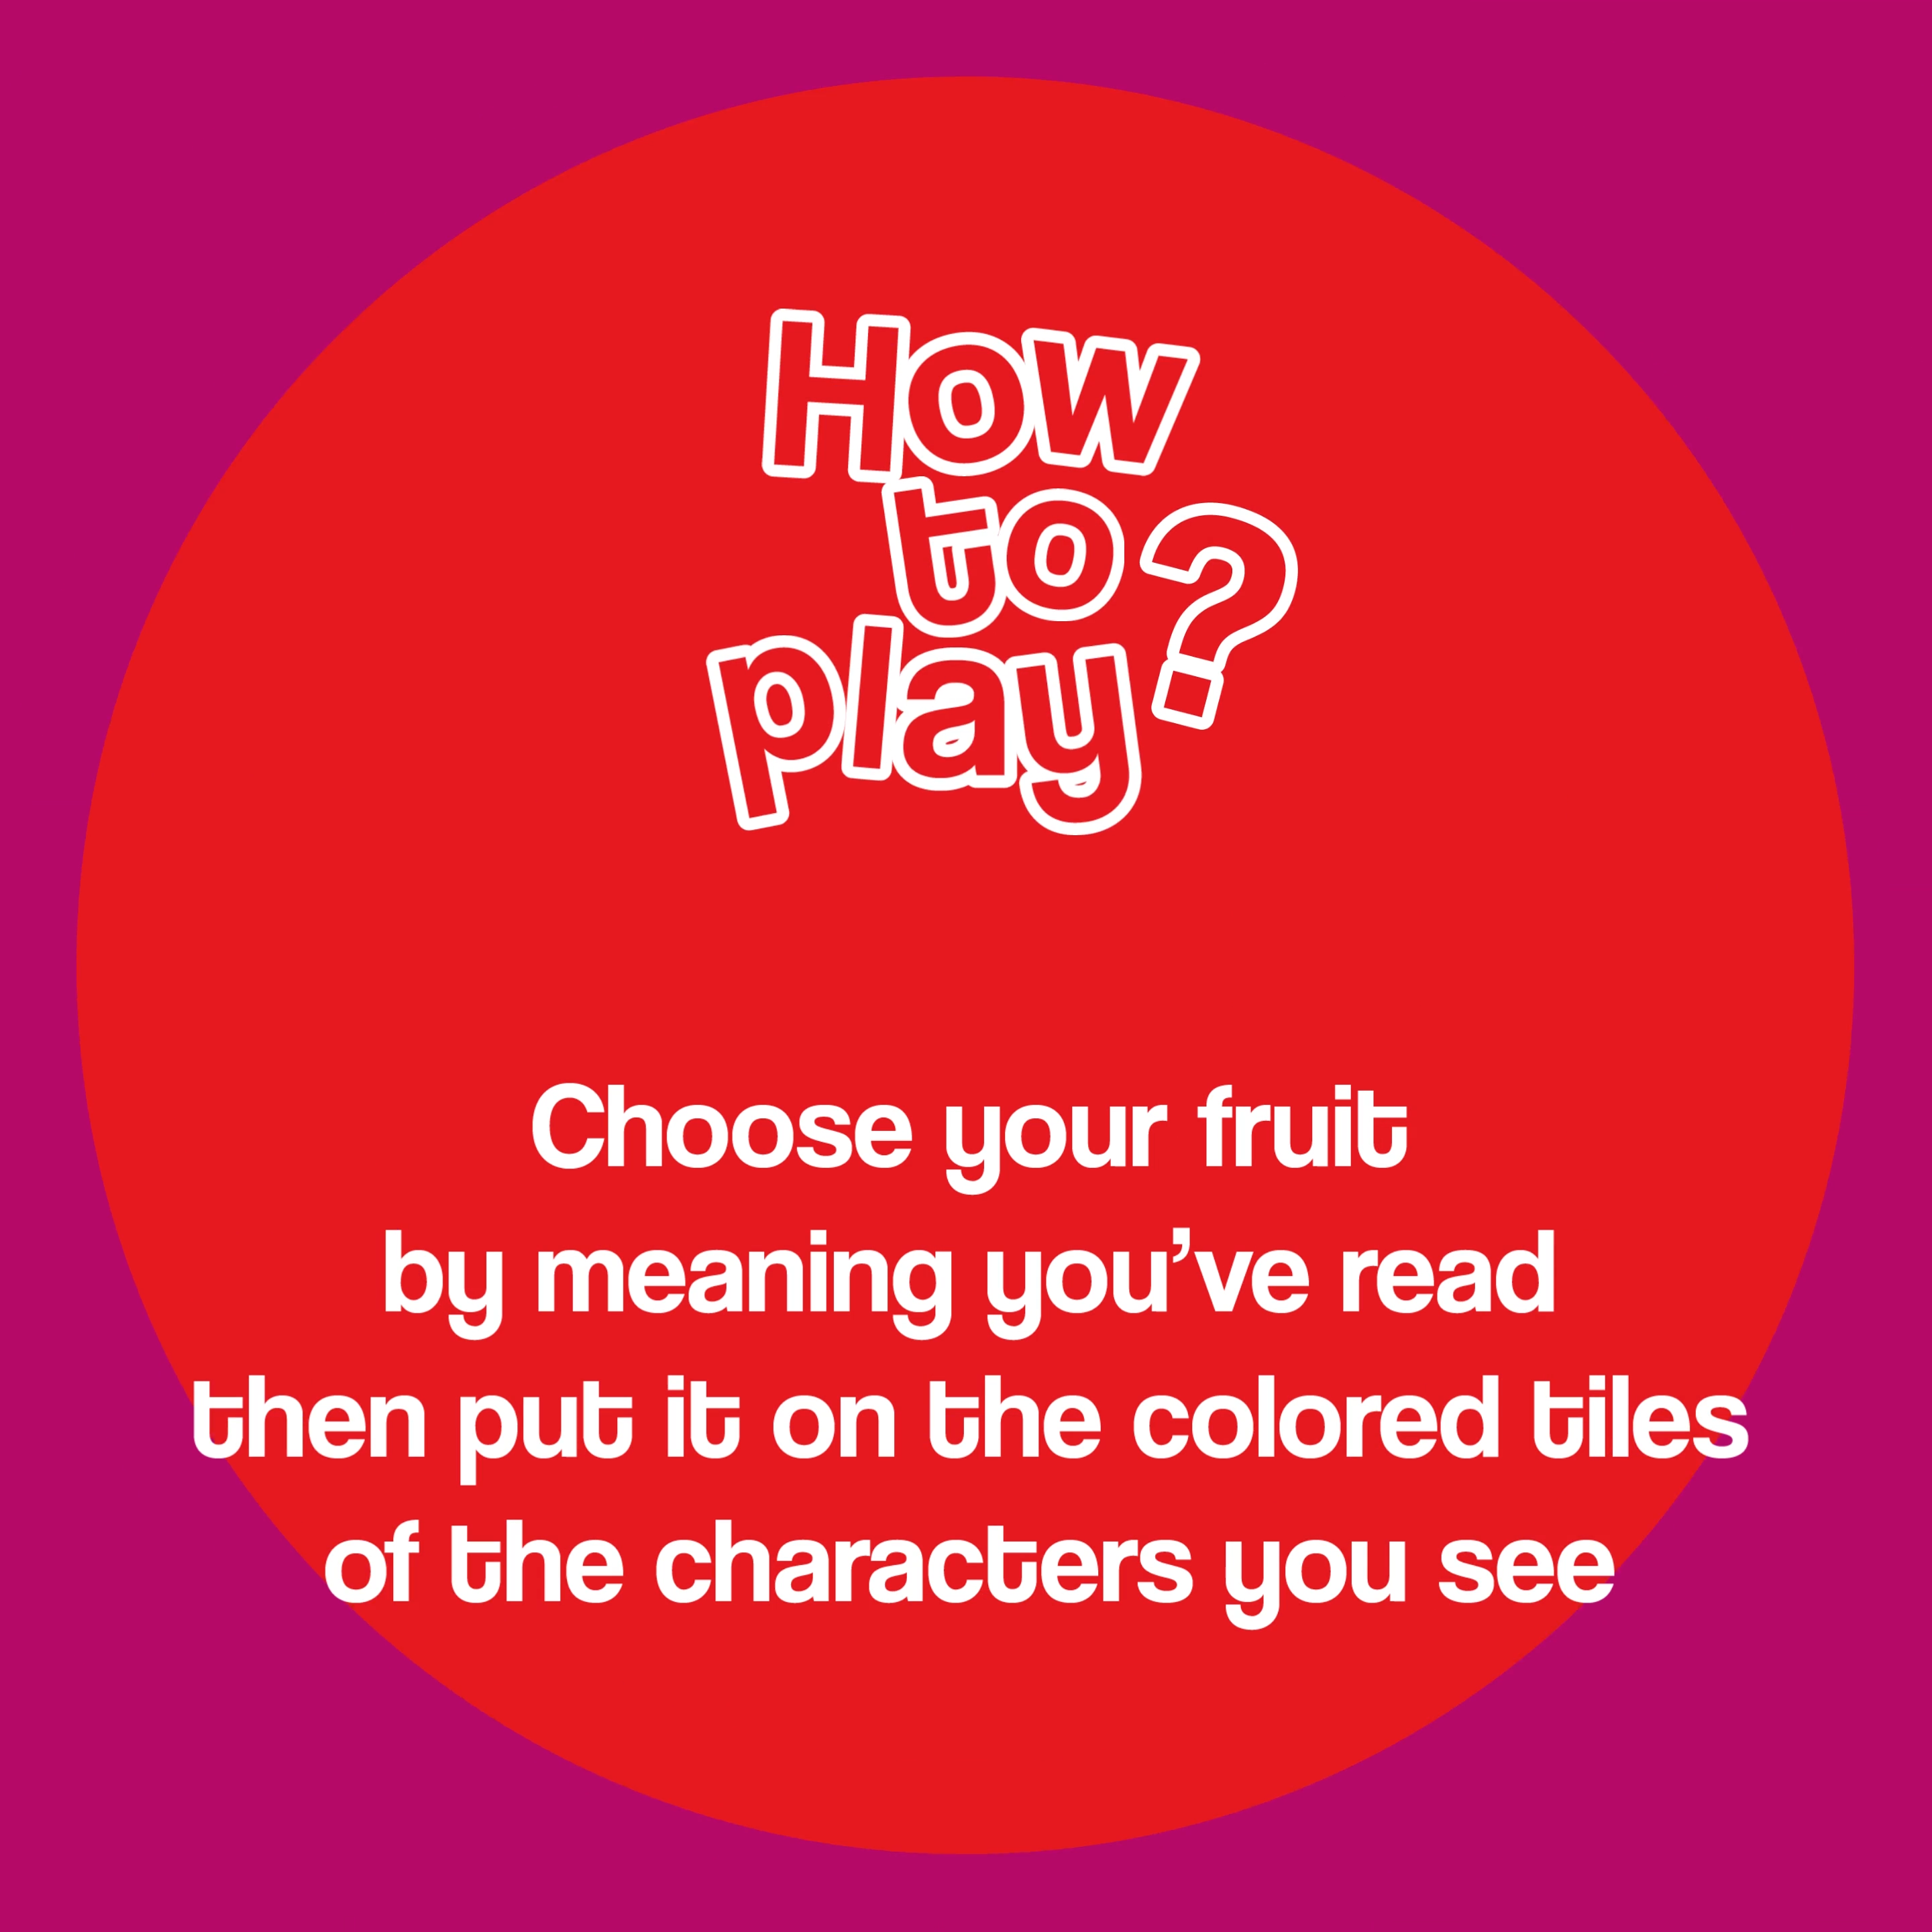 How
to?
play
Choose your fruit
by meaning you’ve read
then put it on the colored tiles
of the characters you see